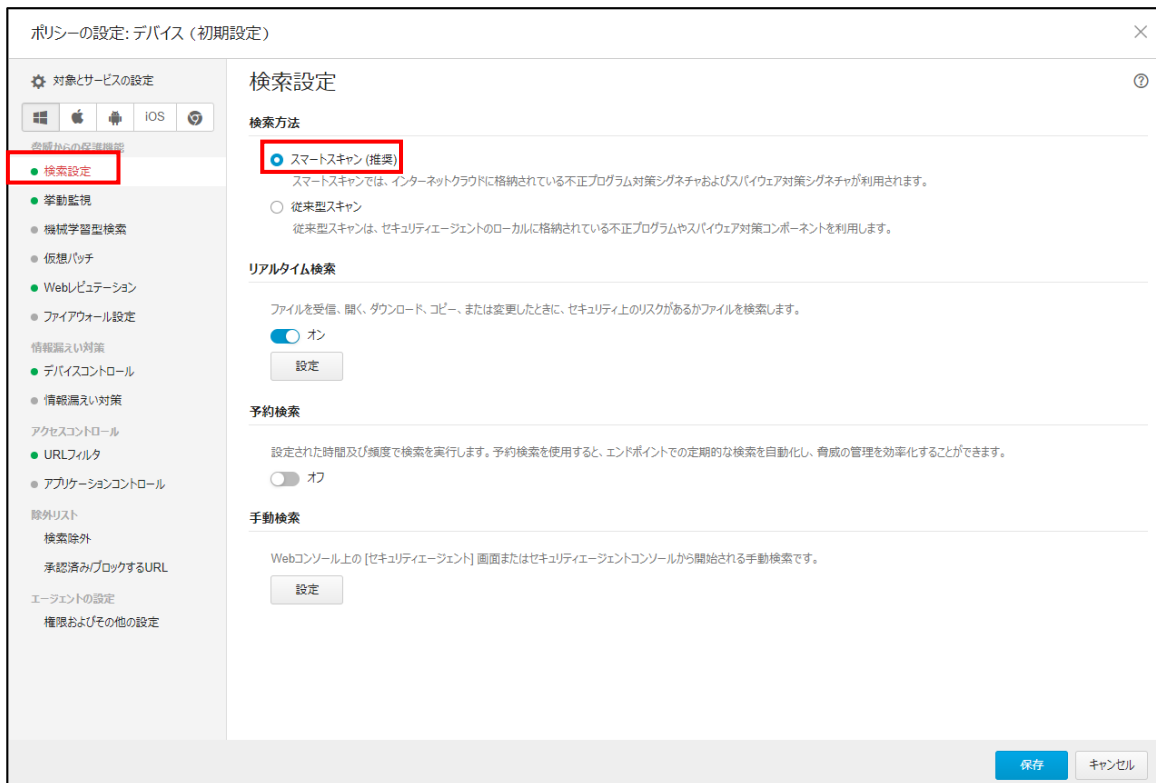 ポリシーの設定: デバイス（初期設定）
対象とサービスの設定
iOS
脅威からの保護機能
検索設定
挙動監視
機械学習型検索
仮想パッチ
Webレピュテーション
ファイアウォール設定
情報漏えい対策
デバイスコントロール
情報漏えい対策
アクセスコントロール
URLフィルタ
アプリケーションコントロール
除外リスト
検索除外
承認済み/ブロックするURL
エージェントの設定
権限およびその他の設定
検索設定
検索方法
スマートスキャン (推奨)
スマートスキャンでは、インターネットクラウドに格納されている不正プログラム対策シグネチャおよびスパイウェア対策シグネチャが利用されます。
従来型スキャン
従来型スキャンは、セキュリティエージェントのローカルに格納されている不正プログラムやスパイウェア対策コンポーネントを利用します。
リアルタイム検索
ファイルを受信、開く、ダウンロード、コピー、または変更したときに、セキュリティ上のリスクがあるかファイルを検索します。
オン
設定
予約検索
設定された時間及び頻度で検索を実行します。予約検索を使用すると、エンドポイントでの定期的な検索を自動化し、脅威の管理を効率化することができます。
オフ
手動検索
Webコンソール上の [セキュリティエージェント] 画面またはセキュリティエージェントコンソールから開始される手動検索です。
設定
保存
キャンセル